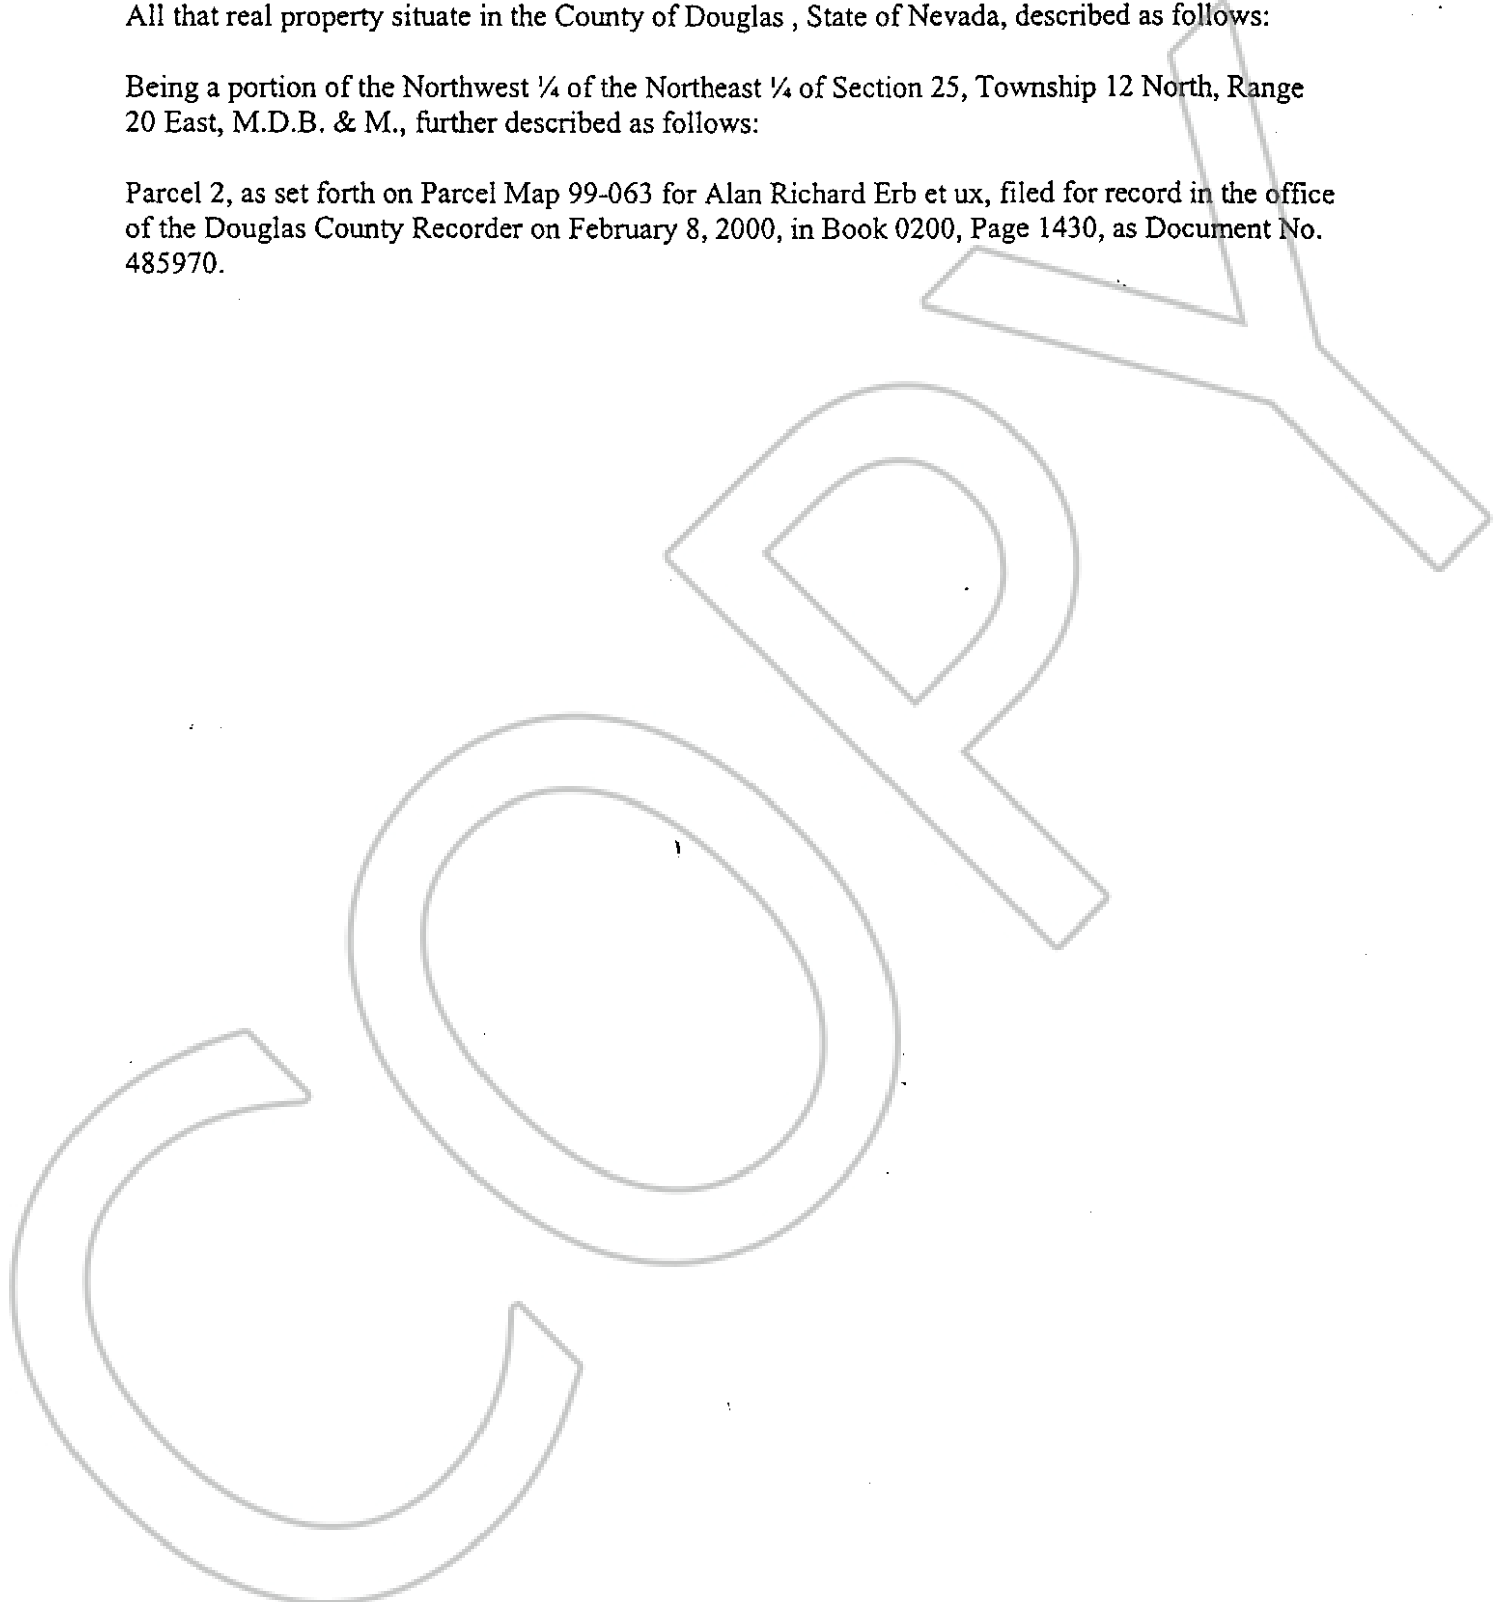 All that real property situate in the County of Douglas , State of Nevada, described as follows:
Being a portion of the Northwest ¼ of the Northeast ¼ of Section 25, Township 12 North, Range
20 East, M.D.B. & M., further described as follows:
Parcel 2, as set forth on Parcel Map 99-063 for Alan Richard Erb et ux, filed for record in the office
of the Douglas County Recorder on February 8, 2000, in Book 0200, Page 1430, as Document No.
485970.
COPY